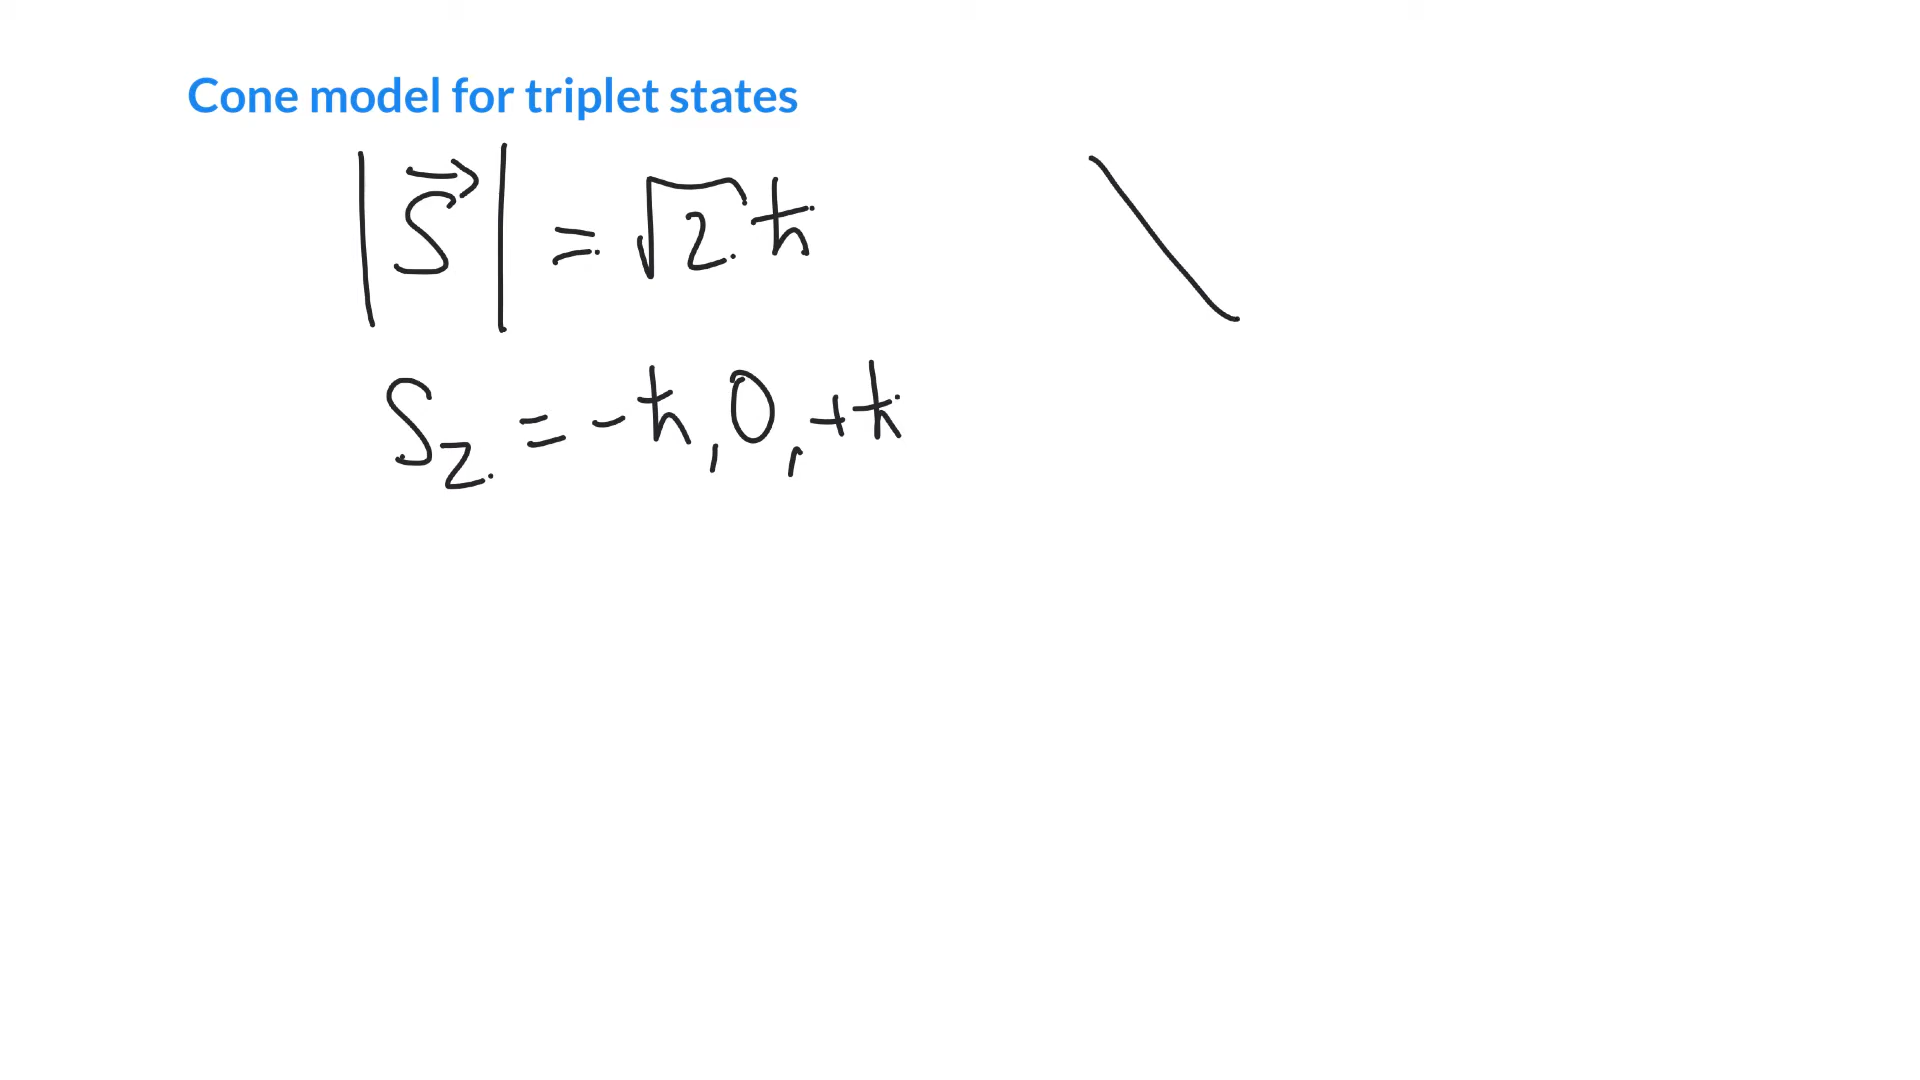 Cone model for triplet states
|S⃗| = √2 ħ
S_z = -ħ, 0, +ħ